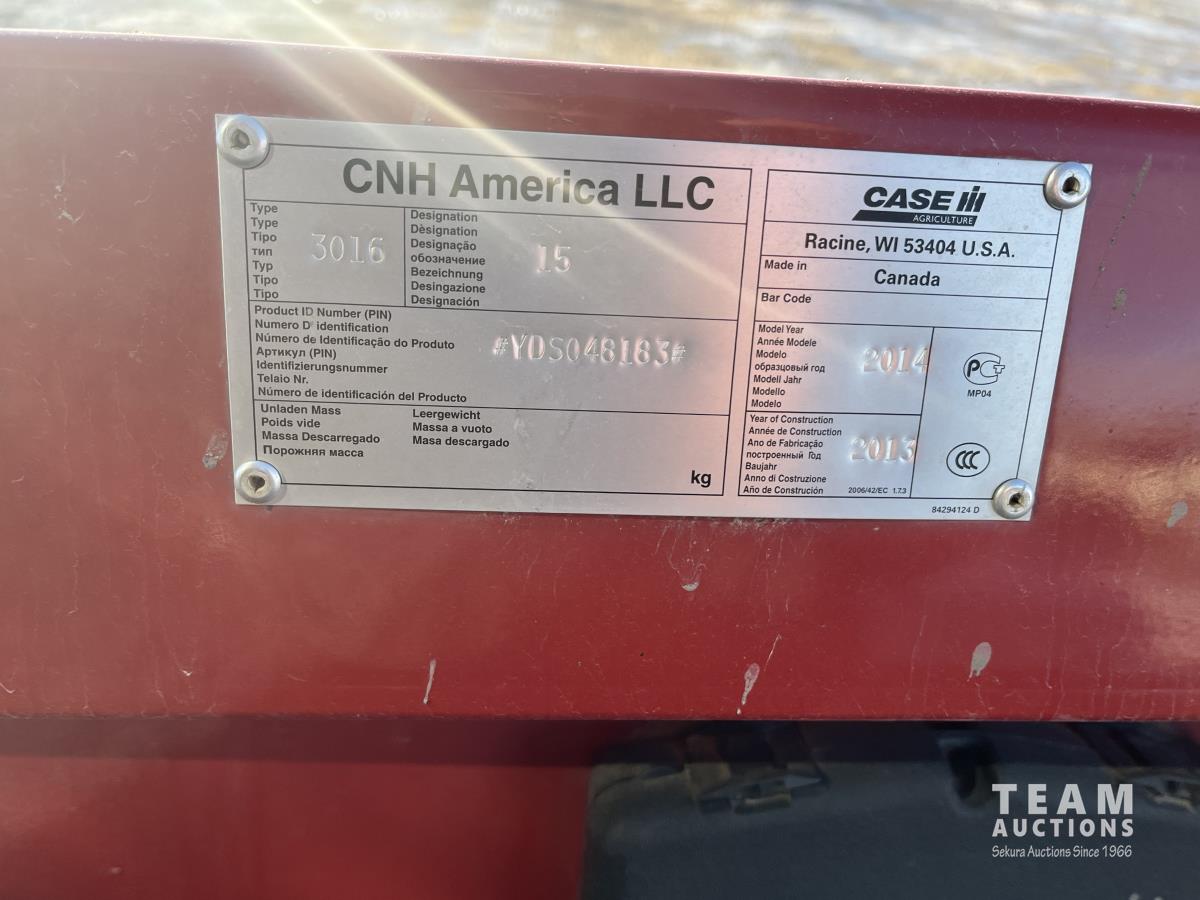 CNH America LLC
Type
Type
Tipo
тип
Typ
Tipo
Tipo
3016
Designation
Dèsignation
Designação
обозначение
Bezeichnung
Desingazione
Designación
15
Product ID Number (PIN)
Numero D' identification
Número de Identificação do Produto
Артикул (PIN)
Identifizierungsnummer
Telaio Nr.
Número de identificación del Producto
#YDS048183#
Unladen Mass
Poids vide
Massa Descarregado
Порожняя масса
Leergewicht
Massa a vuoto
Masa descargado
kg
CASE IH
AGRICULTURE
Racine, WI 53404 U.S.A.
Made in
Canada
Bar Code
Model Year
Année Modele
Modelo
образцовый год
Modell Jahr
Modello
Modelo
2014
Year of Construction
Année de Construction
Ano de Fabricação
построенный Год
Baujahr
Anno di Costruzione
Año de Construción
2013
2006/42/EC 1.7.3
РСТ
MP04
CCC
84294124 D
TEAM
AUCTIONS
Sekura Auctions Since 1966